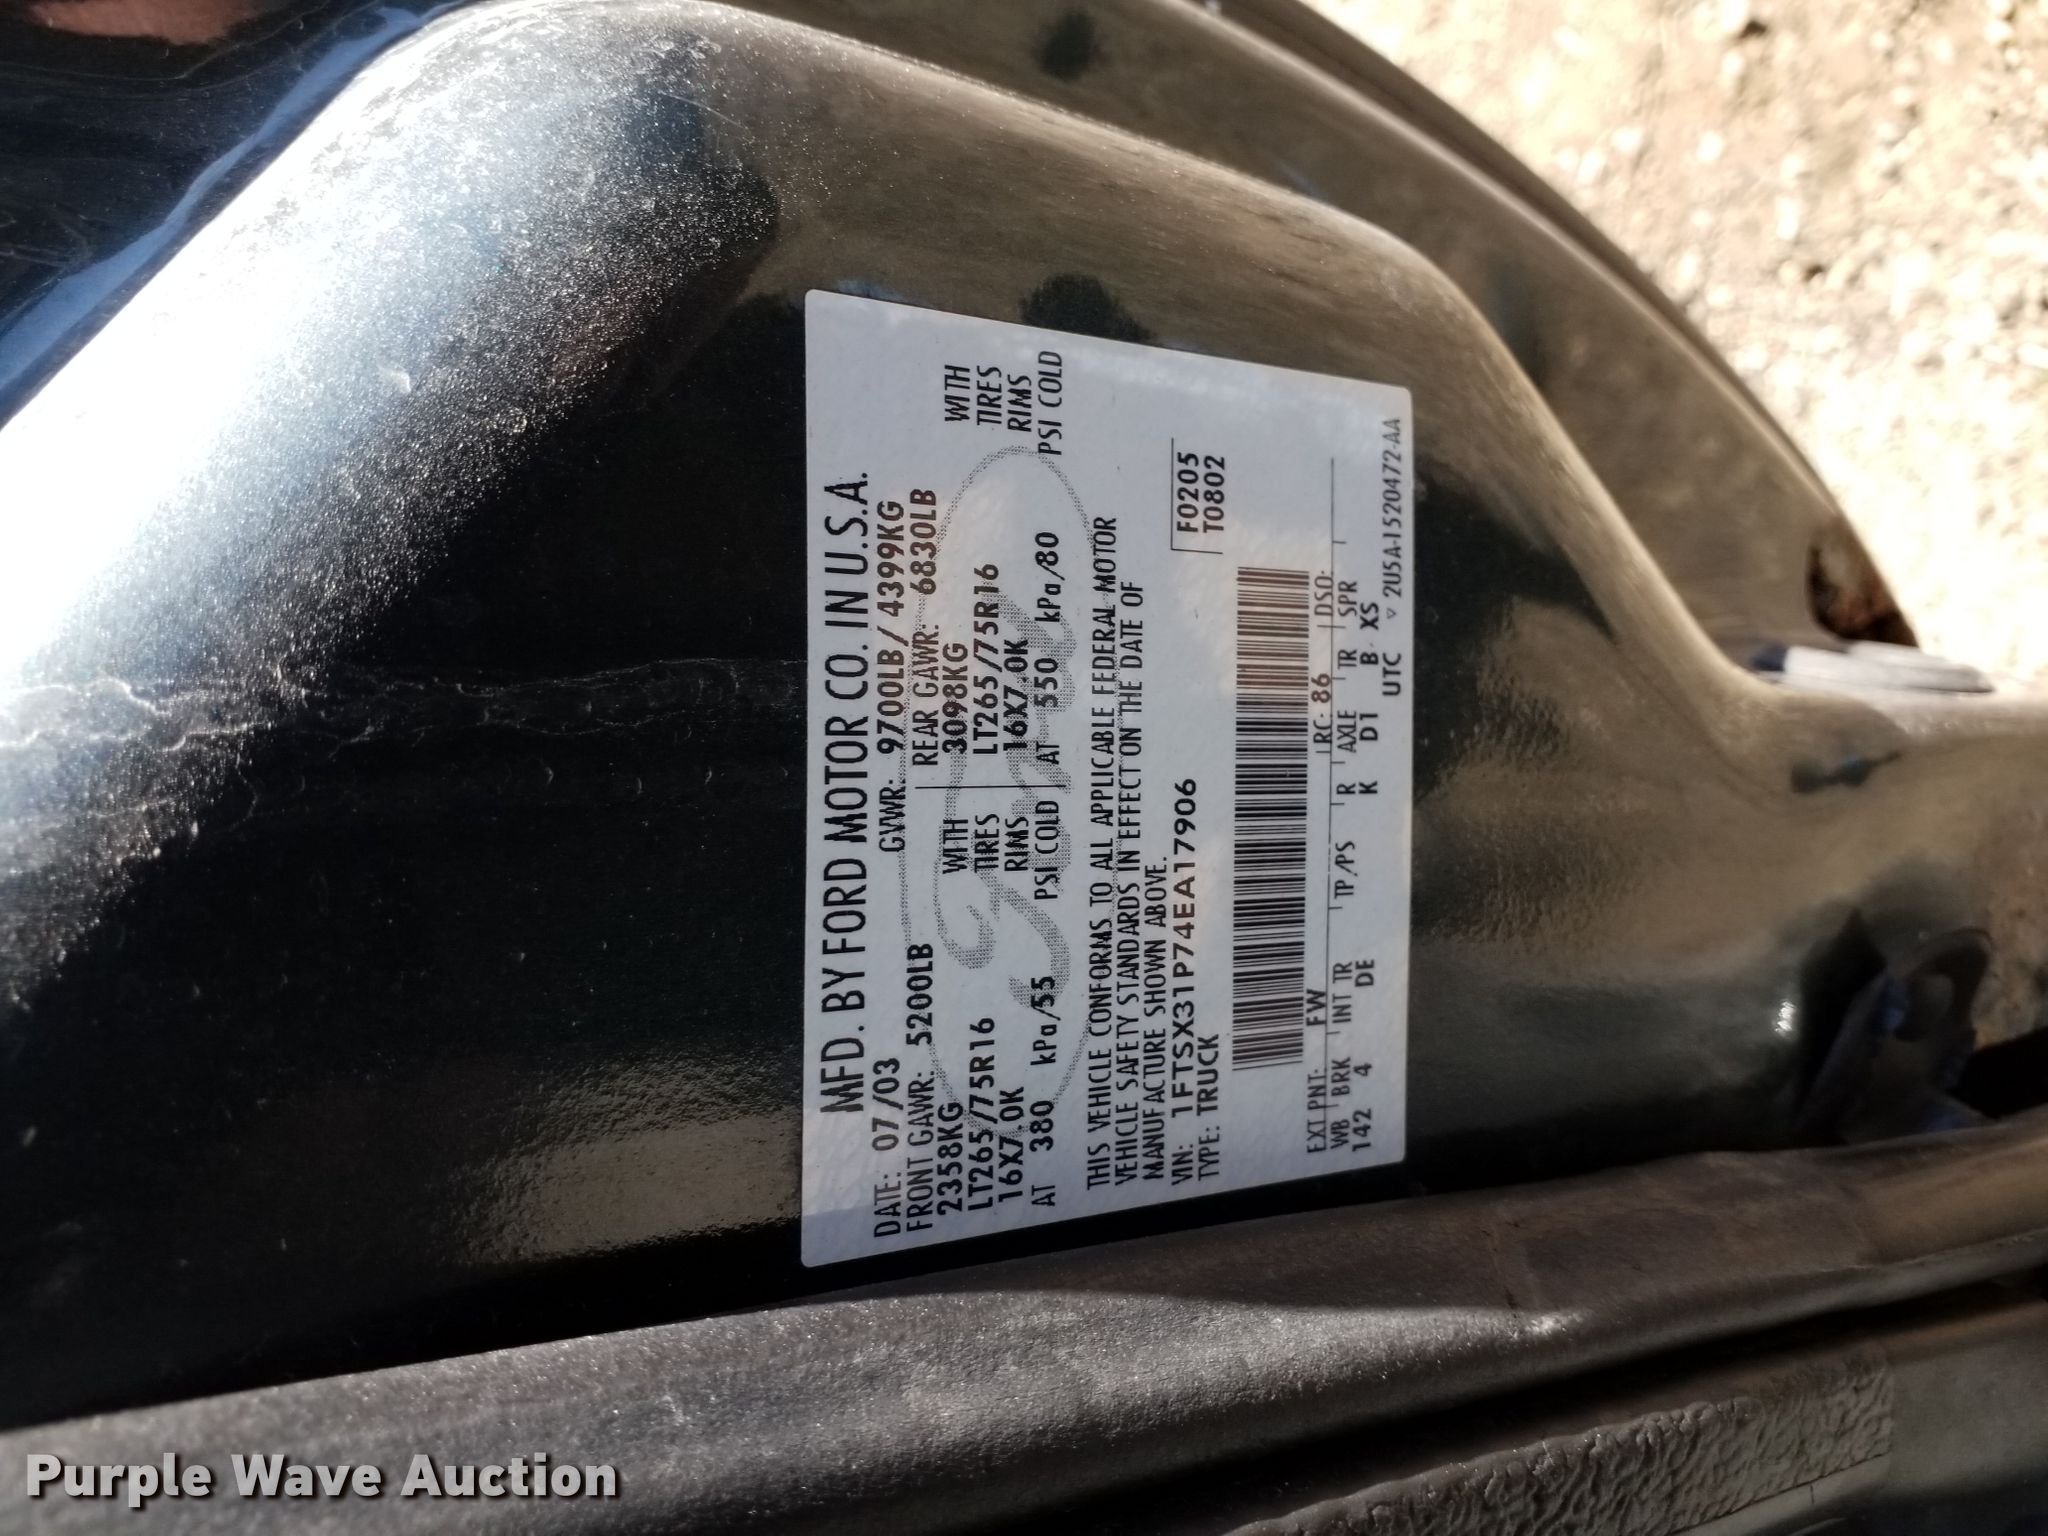 MFD. BY FORD MOTOR CO. IN U.S.A.
DATE: 07/03 GVWR: 9700LB/4399KG
FRONT GAWR: 5200LB REAR GAWR: 6830LB
2358KG WITH 3098KG WITH
LT265/75R16 TIRES LT265/75R16 TIRES
16X7.0K RIMS 16X7.0K RIMS
AT 380 kPa/55 PSI COLD AT 550 kPa/80 PSI COLD
THIS VEHICLE CONFORMS TO ALL APPLICABLE FEDERAL MOTOR
VEHICLE SAFETY STANDARDS IN EFFECT ON THE DATE OF
MANUFACTURE SHOWN ABOVE.
VIN: 1FTSX31P74EA17906 F0205
TYPE: TRUCK T0802
EXT PNT: FW RC: 86 DSO:
WB BRK INT TR TP/PS R AXLE TR SPR
142 4 DE K D1 B XS
UTC ▽ 2U5A-1520472-AA
Purple Wave Auction